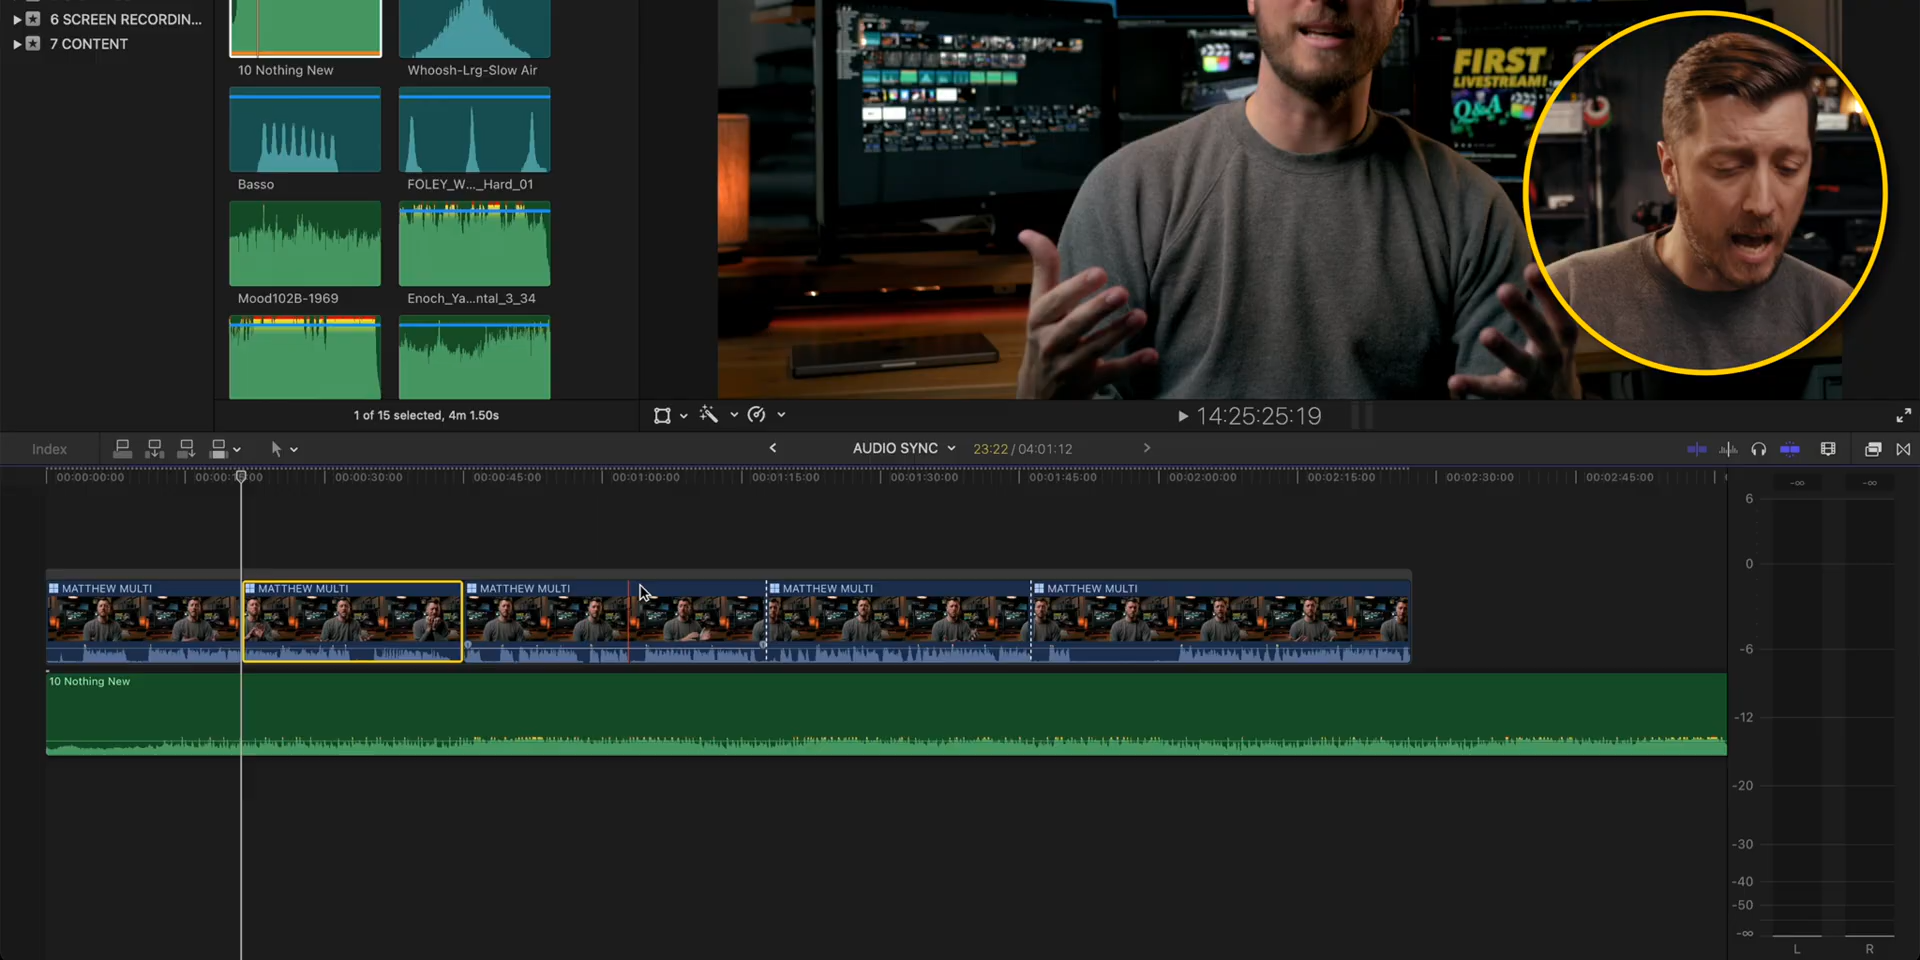 6 SCREEN RECORDIN...
7 CONTENT
10 Nothing New
Whoosh-Lrg-Slow Air
Basso
FOLEY_W..._Hard_01
Mood102B-1969
Enoch_Ya...ntal_3_34
1 of 15 selected, 4m 1.50s
FIRST
LIVESTREAM!
Q&A
14:25:25:19
Index
AUDIO SYNC
23:22 / 04:01:12
00:00:00:00
00:00:30:00
00:00:45:00
00:01:00:00
00:01:15:00
00:01:30:00
00:01:45:00
00:02:00:00
00:02:15:00
00:02:30:00
00:02:45:00
MATTHEW MULTI
MATTHEW MULTI
MATTHEW MULTI
MATTHEW MULTI
MATTHEW MULTI
10 Nothing New
-∞
-∞
6
0
-6
-12
-20
-30
-40
-50
-∞
L
R